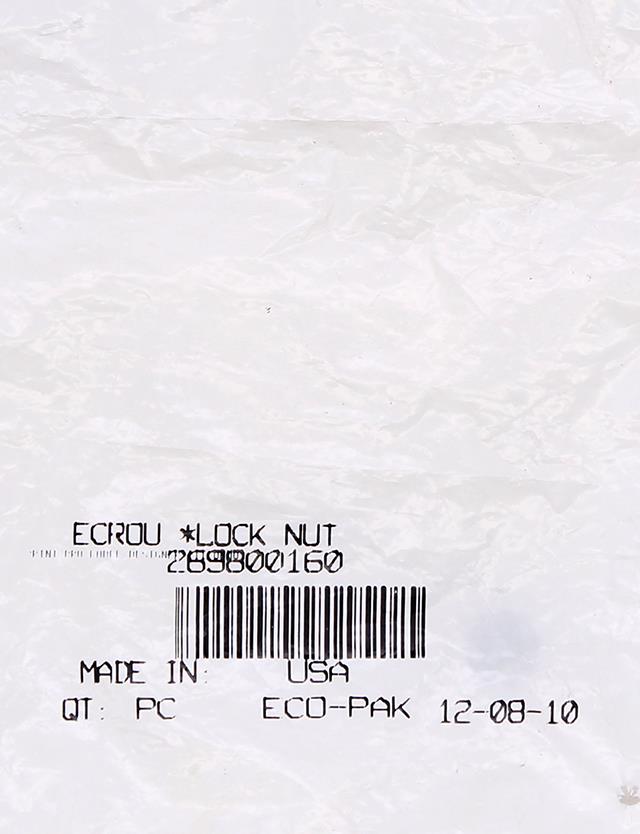 ECROU *LOCK NUT
289800160
MADE IN: USA
QT: PC ECO-PAK 12-08-10